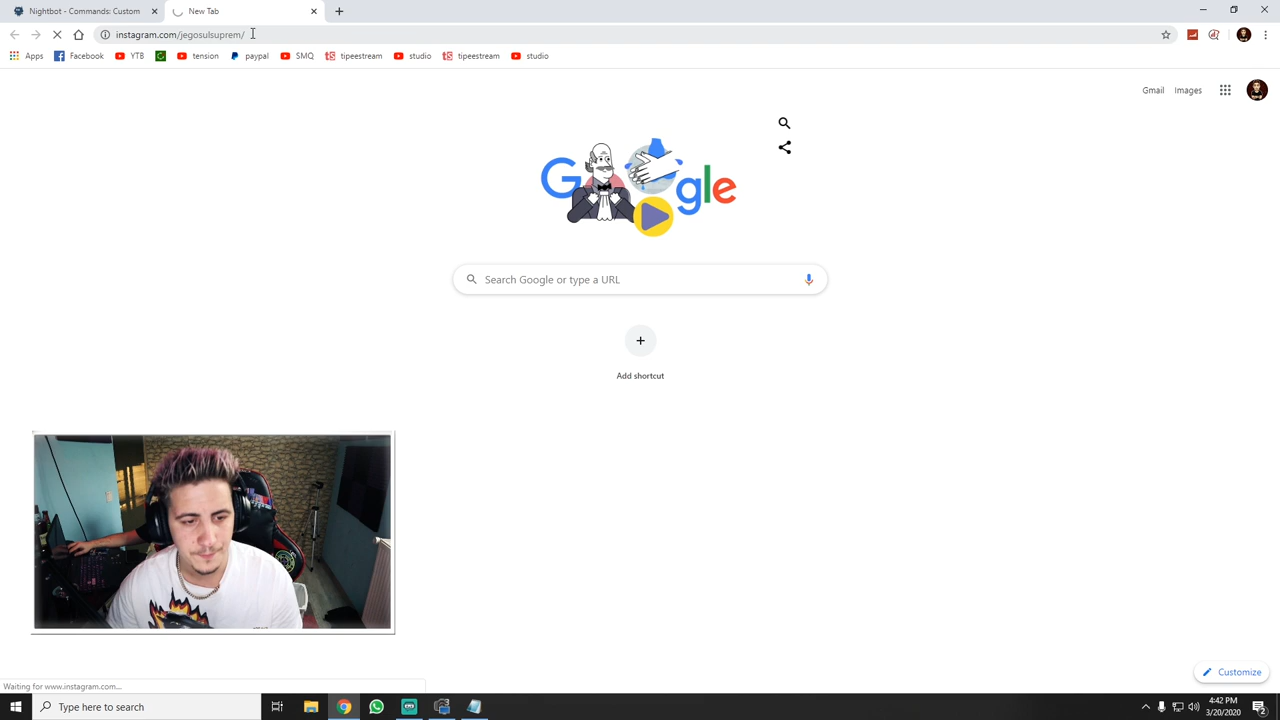 Nightbot - Commands: Custom
New Tab
instagram.com/jegosulsuprem/
Apps
Facebook
YTB
tension
paypal
SMQ
tipeestream
studio
tipeestream
studio
Gmail
Images
G gle
Search Google or type a URL
Add shortcut
Customize
Waiting for www.instagram.com...
Type here to search
4:42 PM
3/20/2020
2